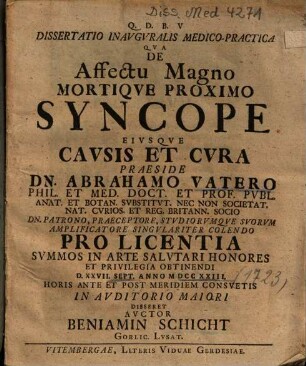 Diss. Med 4271
Q. D. B. V
DISSERTATIO INAVGVRALIS MEDICO-PRACTICA
QVA
DE
Affectu Magno
MORTIQVE PROXIMO
SYNCOPE
EIVSQVE
CAVSIS ET CVRA
PRAESIDE
DN. ABRAHAMO VATERO
PHIL. ET MED. DOCT. ET PROF. PVBL.
ANAT. ET BOTAN. SVBSTITVT. NEC NON SOCIETAT.
NAT. CVRIOS. ET REG. BRITANN. SOCIO
DN. PATRONO, PRAECEPTORE, STVDIORVMQVE SVORVM
AMPLIFICATORE SINGVLARITER COLENDO
PRO LICENTIA
SVMMOS IN ARTE SALVTARI HONORES
ET PRIVILEGIA OBTINENDI
D. XXVII. SEPT. ANNO MDCCXXIII
(1723)
HORIS ANTE ET POST MERIDIEM CONSVETIS
IN AVDITORIO MAIORI
DISSERET
AVCTOR
BENIAMIN SCHICHT
GORLIC. LVSAT.
VITEMBERGAE, LITERIS VIDVAE GERDESIAE.